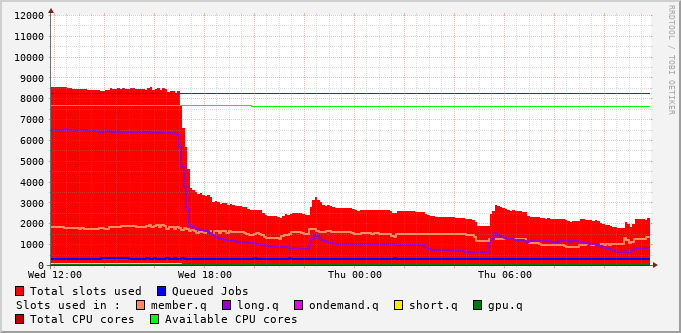 12000
11000
10000
9000
8000
7000
6000
5000
4000
3000
2000
1000
0
Wed 12:00 Wed 18:00 Thu 00:00 Thu 06:00
RRDTOOL / TOBI OETIKER
Total slots used Queued Jobs
Slots used in : member.q long.q ondemand.q short.q gpu.q
Total CPU cores Available CPU cores